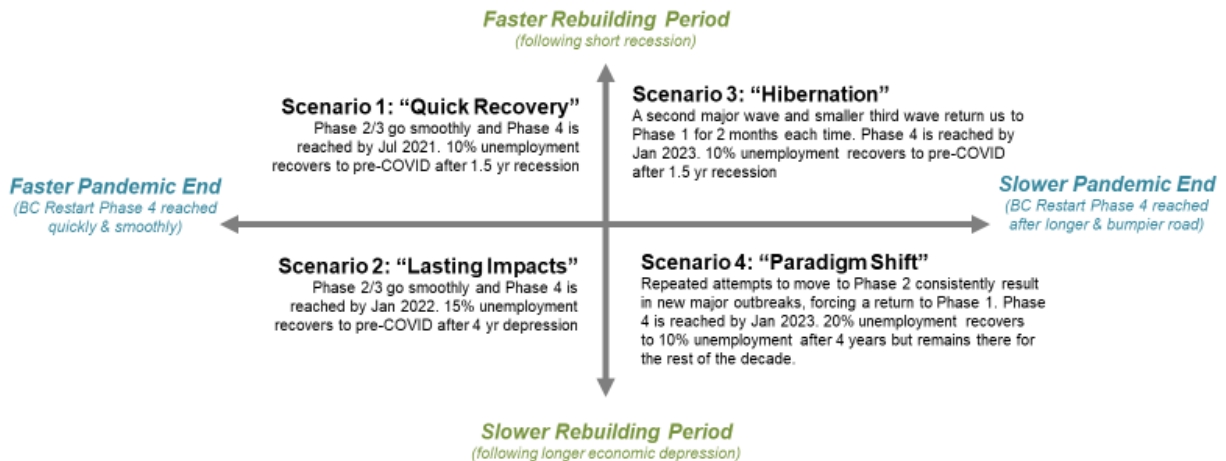 Faster Rebuilding Period
(following short recession)
Scenario 1: “Quick Recovery”
Phase 2/3 go smoothly and Phase 4 is
reached by Jul 2021. 10% unemployment
recovers to pre-COVID after 1.5 yr recession
Scenario 3: “Hibernation”
A second major wave and smaller third wave return us to
Phase 1 for 2 months each time. Phase 4 is reached by
Jan 2023. 10% unemployment recovers to pre-COVID
after 1.5 yr recession
Faster Pandemic End
(BC Restart Phase 4 reached
quickly & smoothly)
Slower Pandemic End
(BC Restart Phase 4 reached
after longer & bumpier road)
Scenario 2: “Lasting Impacts”
Phase 2/3 go smoothly and Phase 4 is
reached by Jan 2022. 15% unemployment
recovers to pre-COVID after 4 yr depression
Scenario 4: “Paradigm Shift”
Repeated attempts to move to Phase 2 consistently result
in new major outbreaks, forcing a return to Phase 1. Phase
4 is reached by Jan 2023. 20% unemployment recovers
to 10% unemployment after 4 years but remains there for
the rest of the decade.
Slower Rebuilding Period
(following longer economic depression)